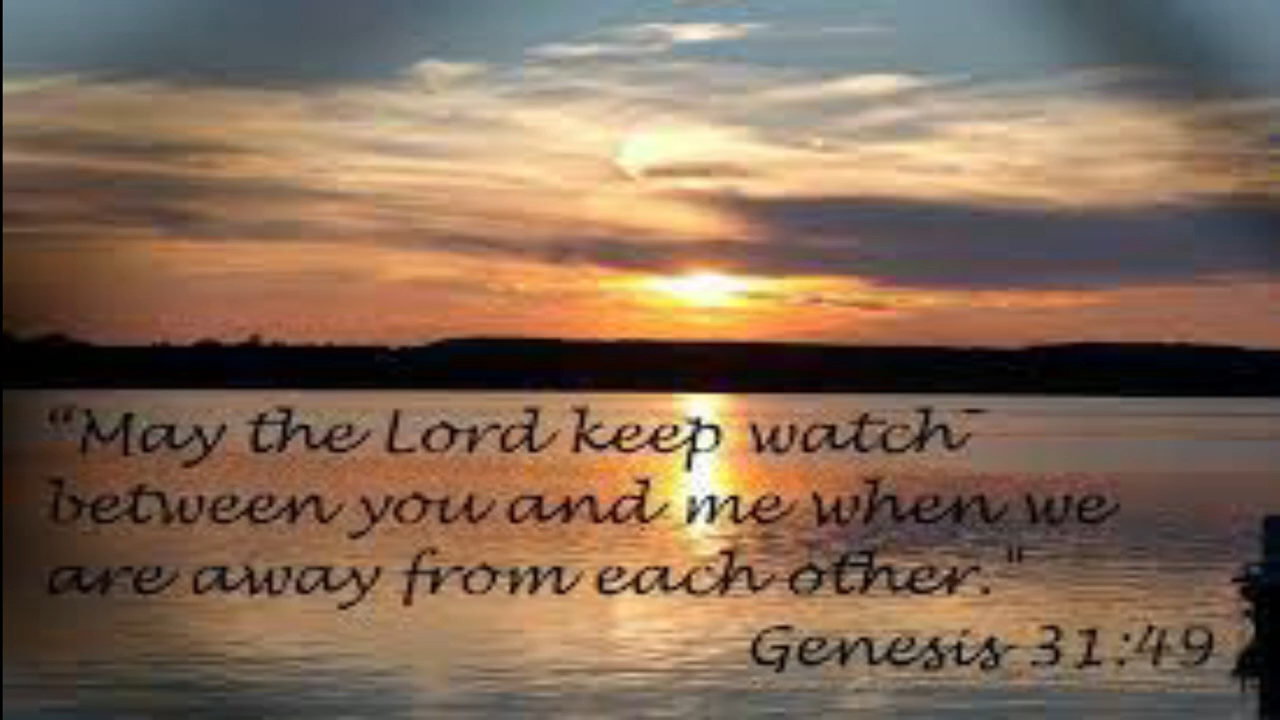 “May the Lord keep watch
between you and me when we
are away from each other."
Genesis 31:49